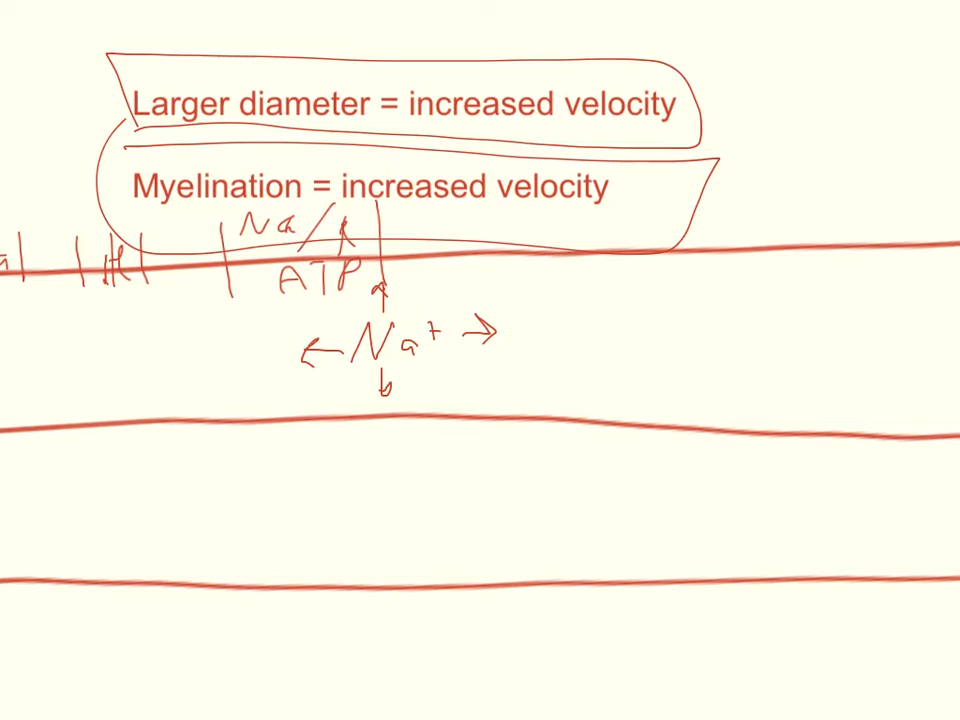 Larger diameter = increased velocity
Myelination = increased velocity
Na/K
ATP
Na+